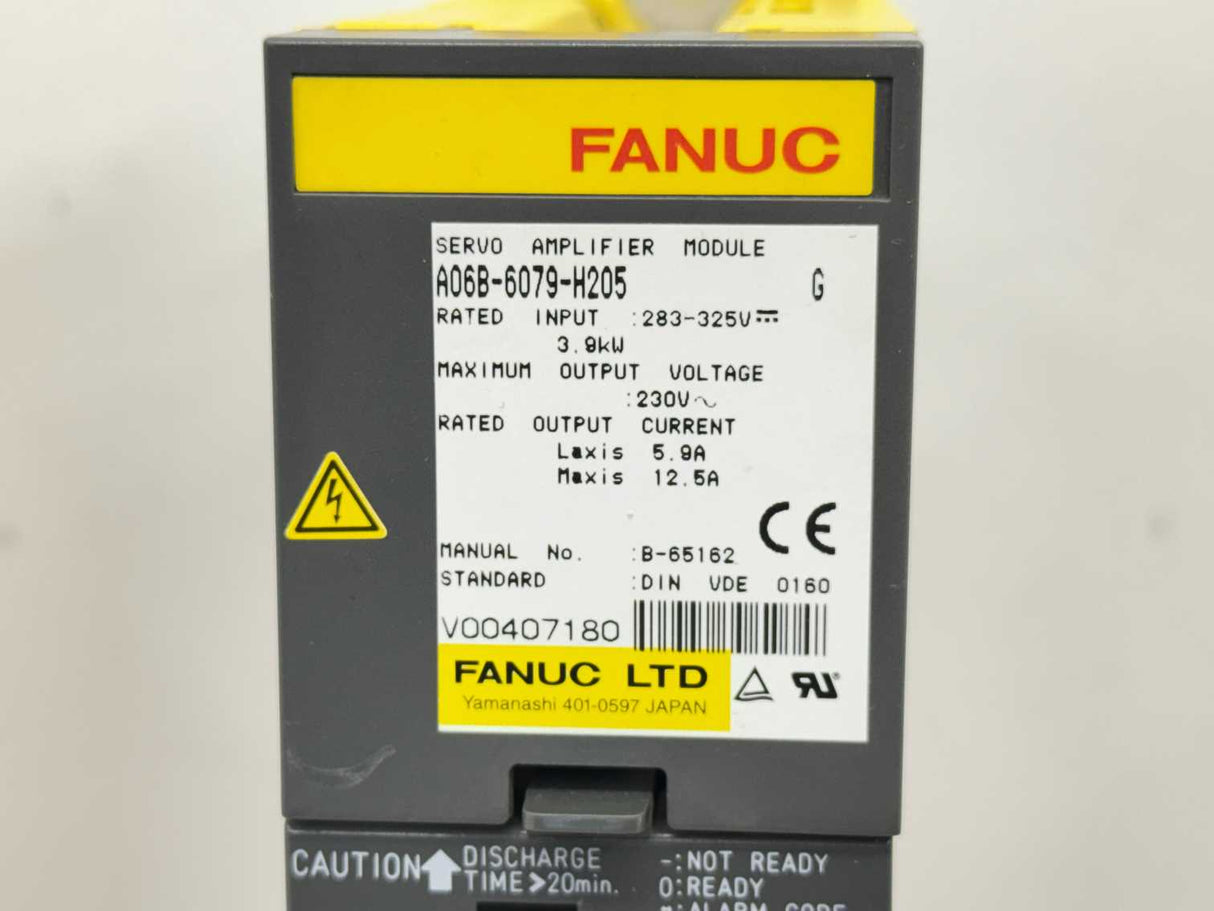 FANUC
SERVO AMPLIFIER MODULE
A06B-6079-H205 G
RATED INPUT :283-325V⎓
3.9kW
MAXIMUM OUTPUT VOLTAGE
:230V~
RATED OUTPUT CURRENT
Laxis 5.9A
Maxis 12.5A
CE
MANUAL No. :B-65162
STANDARD :DIN VDE 0160
V00407180
FANUC LTD
Yamanashi 401-0597 JAPAN
CAUTION DISCHARGE
TIME>20min.
-:NOT READY
0:READY
ALARM CODE